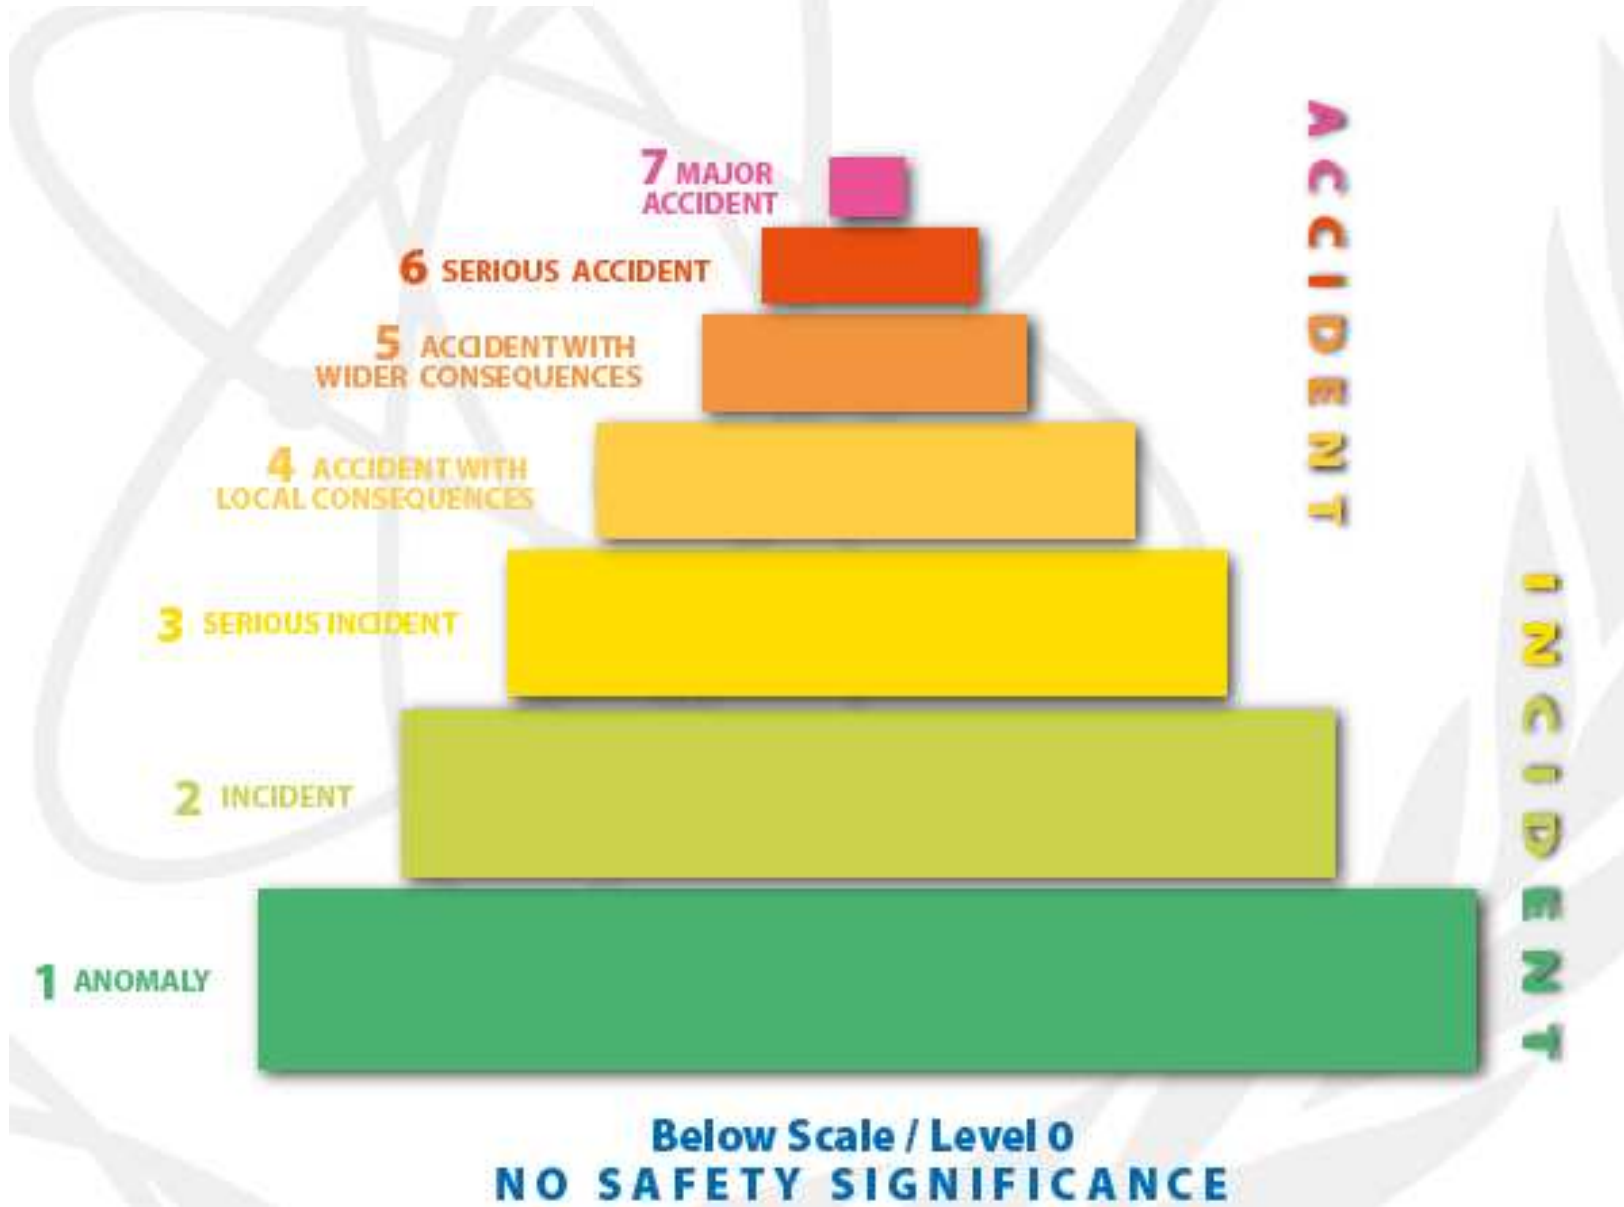 7 MAJOR
ACCIDENT
6 SERIOUS ACCIDENT
5 ACCIDENT WITH
WIDER CONSEQUENCES
4 ACCIDENT WITH
LOCAL CONSEQUENCES
3 SERIOUS INCIDENT
2 INCIDENT
1 ANOMALY
ACCIDENT
INCIDENT
Below Scale / Level 0
NO SAFETY SIGNIFICANCE